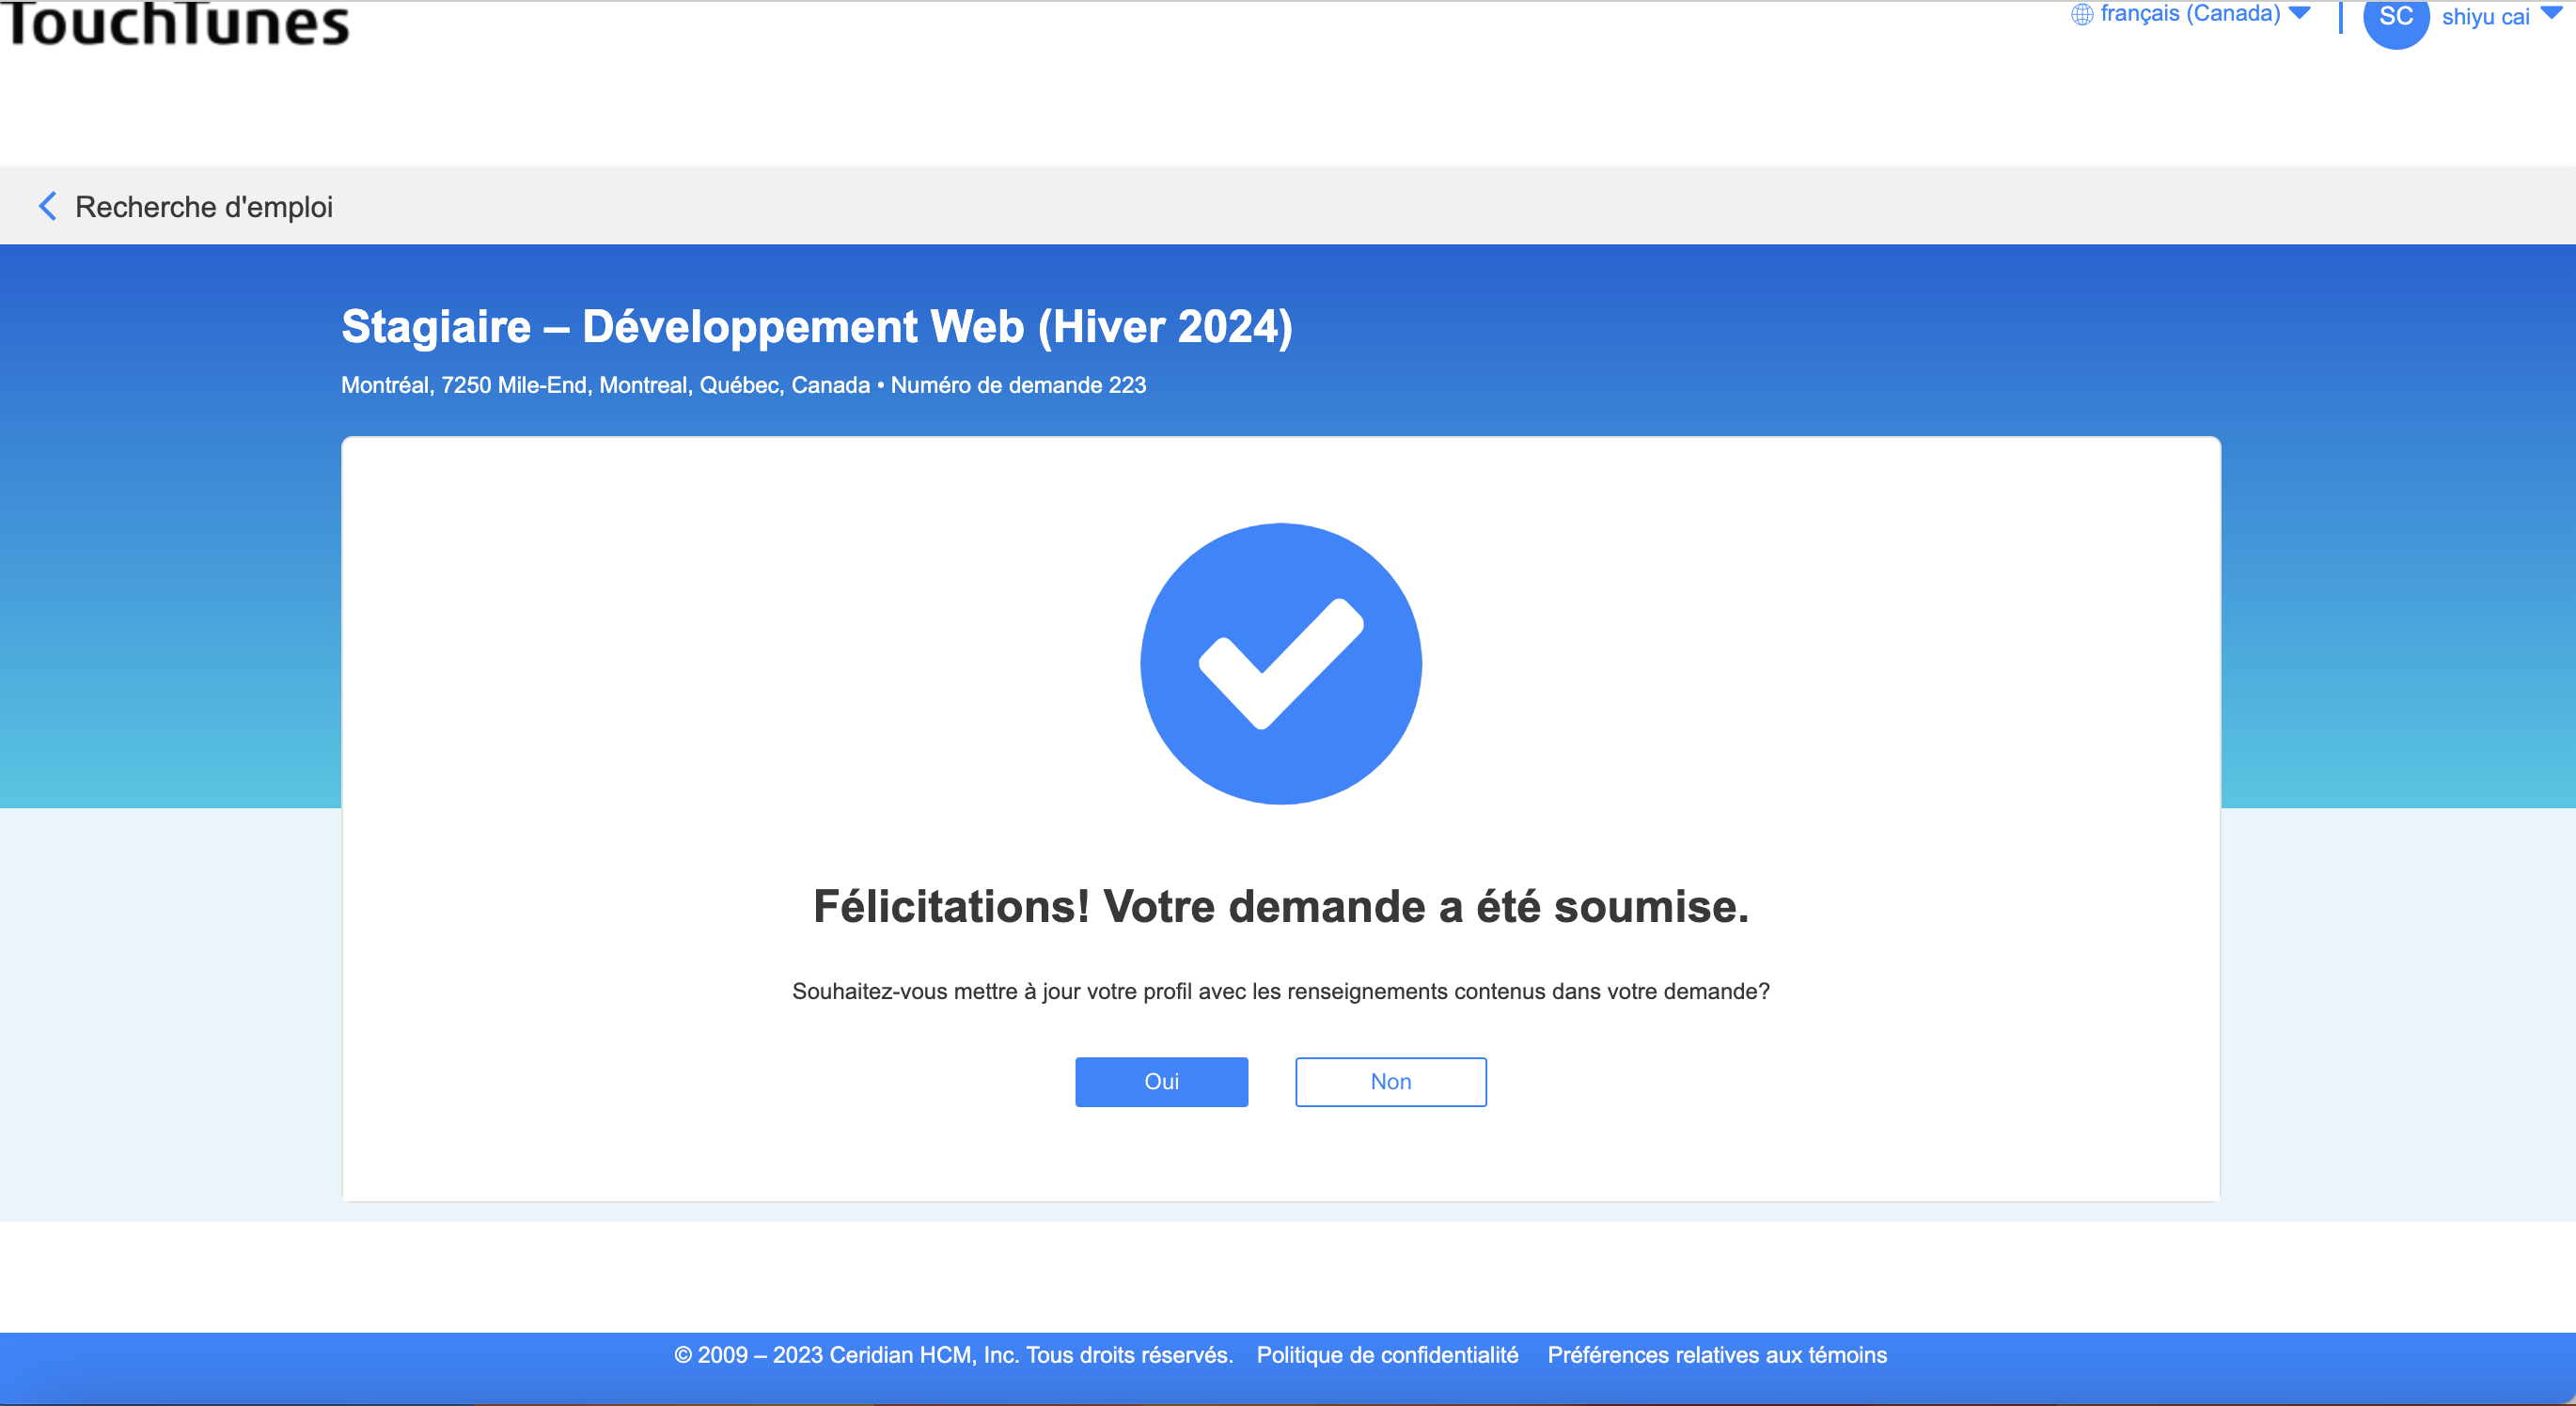 TouchTunes
français (Canada)
SC
shiyu cai
Recherche d'emploi
Stagiaire – Développement Web (Hiver 2024)
Montréal, 7250 Mile-End, Montreal, Québec, Canada • Numéro de demande 223
Félicitations! Votre demande a été soumise.
Souhaitez-vous mettre à jour votre profil avec les renseignements contenus dans votre demande?
Oui
Non
© 2009 – 2023 Ceridian HCM, Inc. Tous droits réservés. Politique de confidentialité Préférences relatives aux témoins